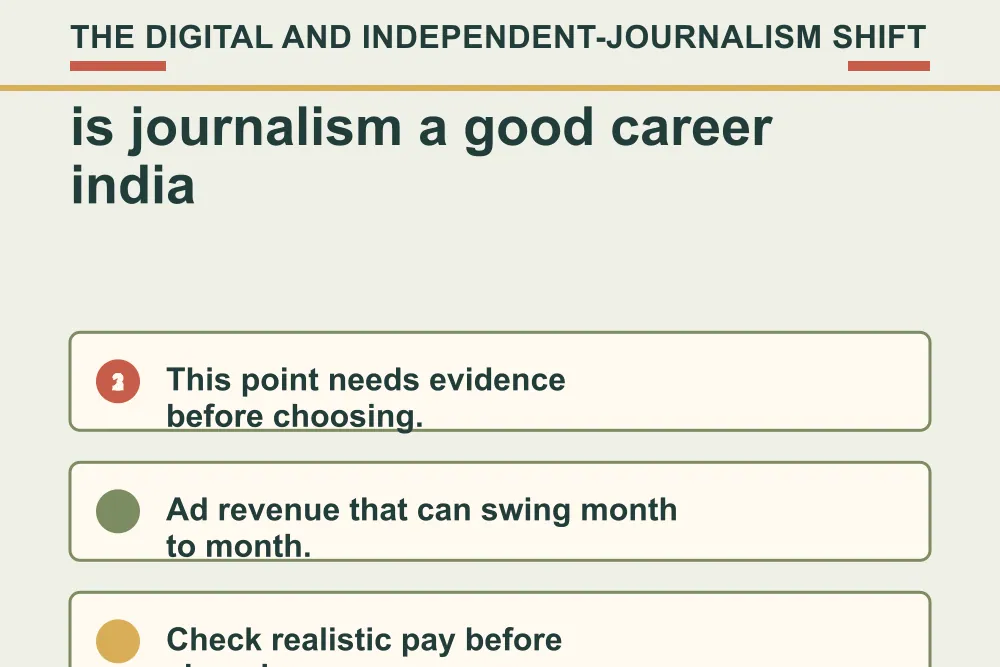 THE DIGITAL AND INDEPENDENT-JOURNALISM SHIFT
is journalism a good career
india
This point needs evidence
before choosing.
Ad revenue that can swing month
to month.
Check realistic pay before